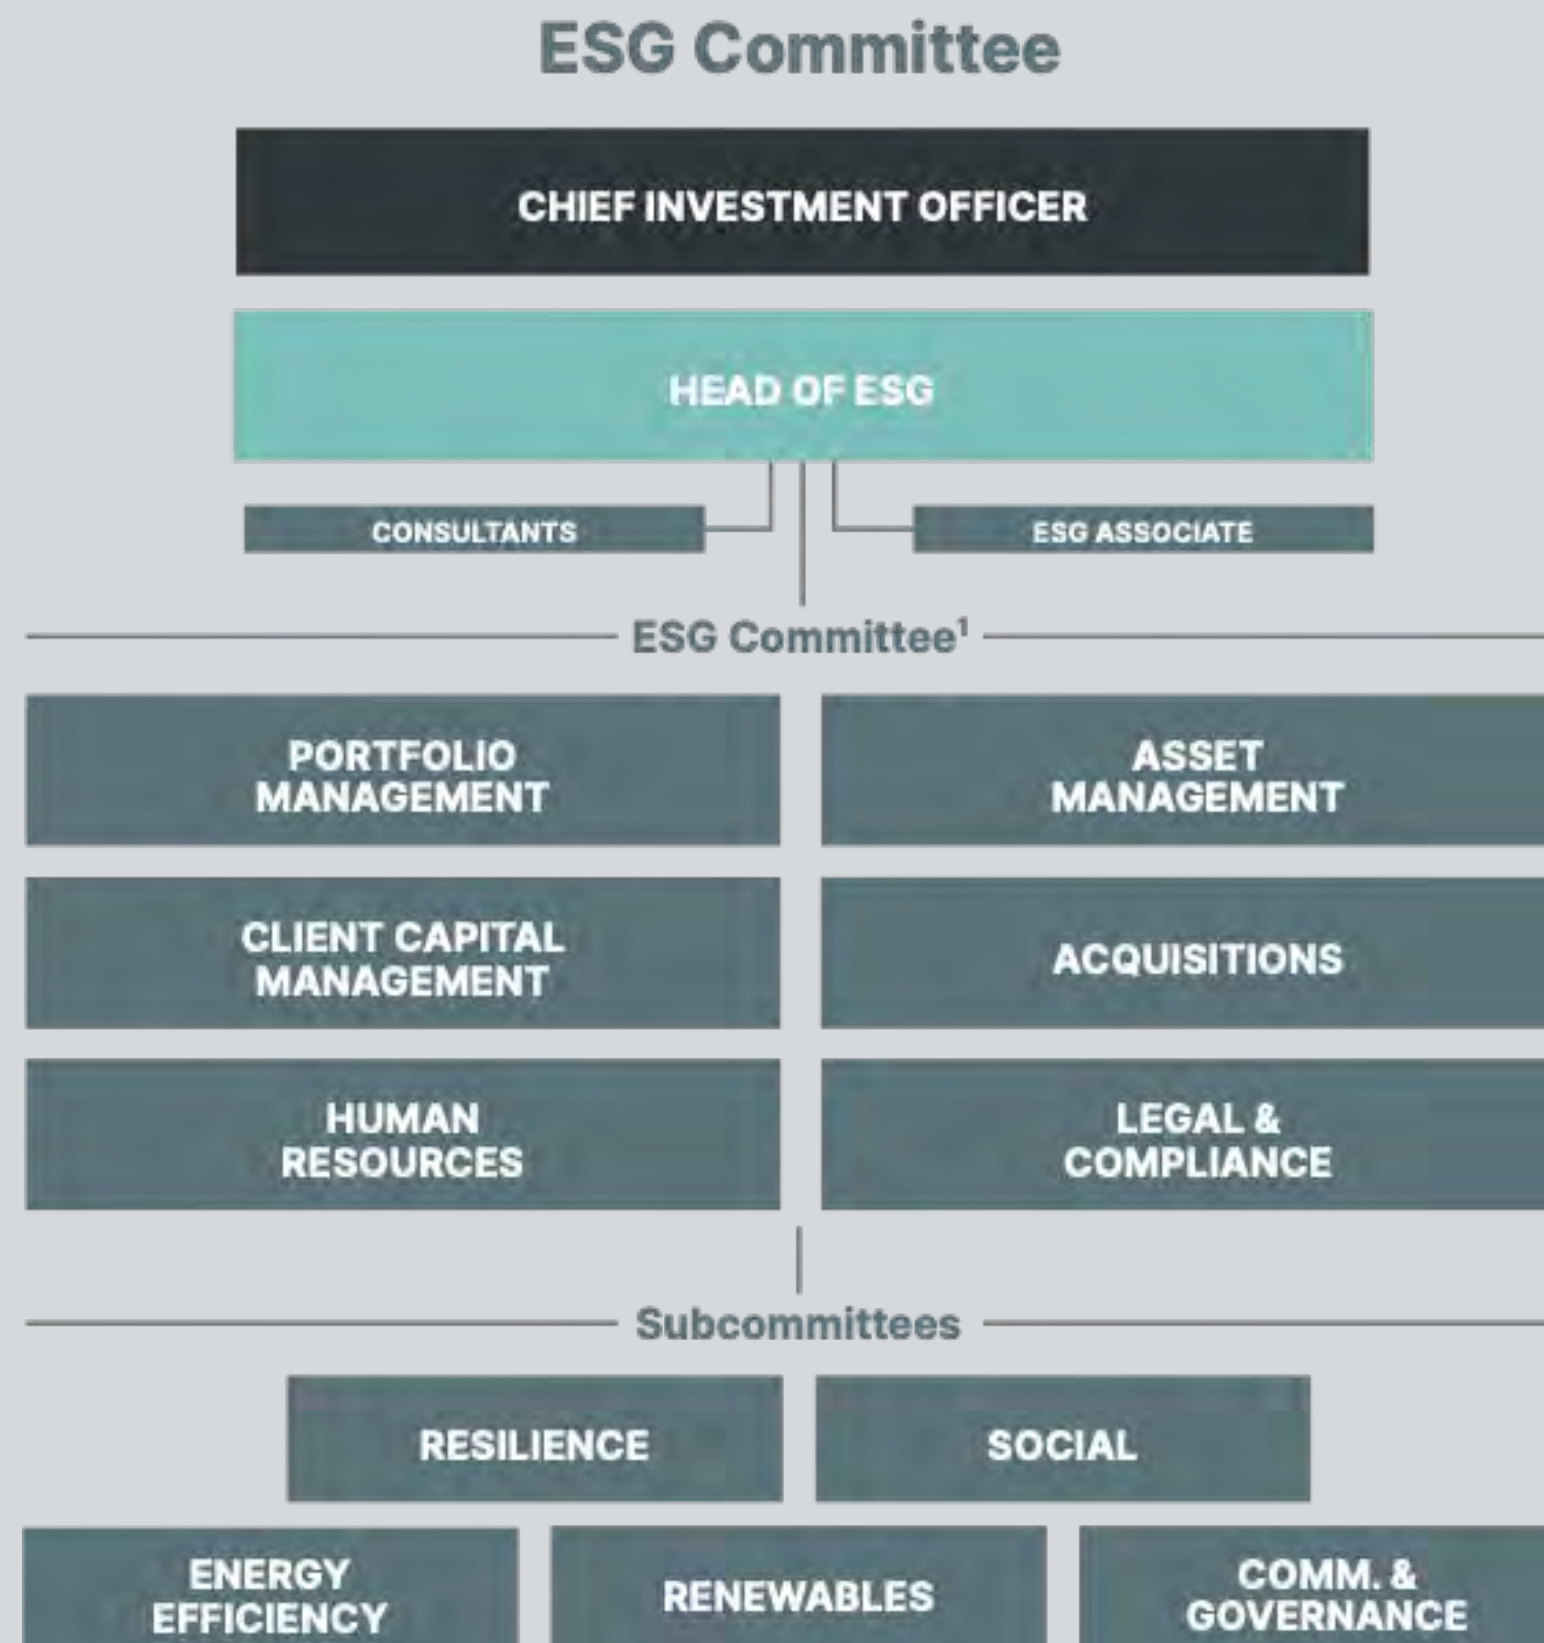 ESG Committee
CHIEF INVESTMENT OFFICER
HEAD OF ESG
CONSULTANTS
ESG ASSOCIATE
ESG Committee¹
PORTFOLIO
MANAGEMENT
ASSET
MANAGEMENT
CLIENT CAPITAL
MANAGEMENT
ACQUISITIONS
HUMAN
RESOURCES
LEGAL &
COMPLIANCE
Subcommittees
RESILIENCE
SOCIAL
ENERGY
EFFICIENCY
RENEWABLES
COMM. &
GOVERNANCE